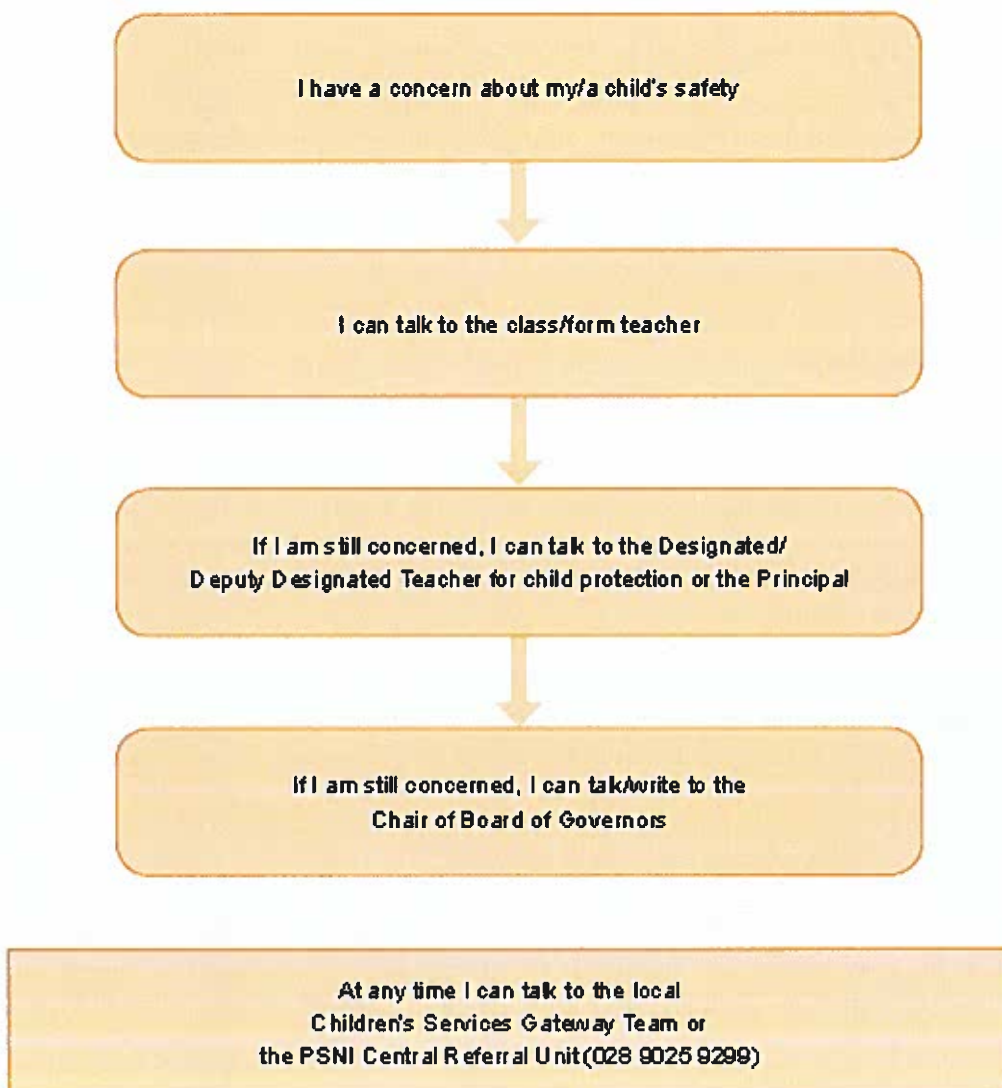 I have a concern about my/a child's safety
I can talk to the class/form teacher
If I am still concerned, I can talk to the Designated/
Deputy Designated Teacher for child protection or the Principal
If I am still concerned, I can talk/write to the
Chair of Board of Governors
At any time I can talk to the local
Children's Services Gateway Team or
the PSNI Central Referral Unit (028 9025 9299)